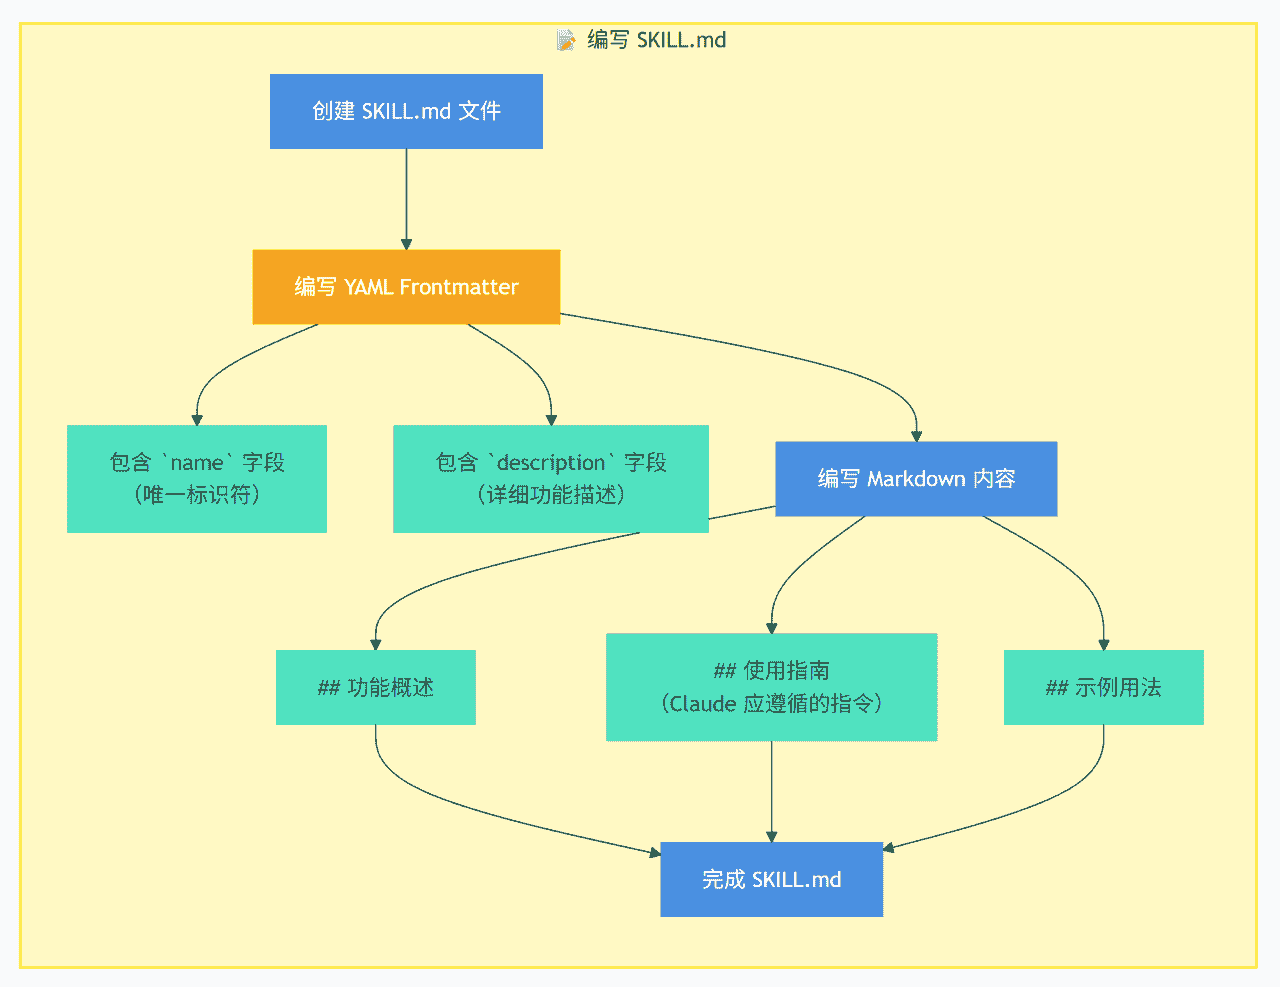 📝 编写 SKILL.md
创建 SKILL.md 文件
编写 YAML Frontmatter
包含 `name` 字段
（唯一标识符）
包含 `description` 字段
（详细功能描述）
编写 Markdown 内容
## 功能概述
## 使用指南
（Claude 应遵循的指令）
## 示例用法
完成 SKILL.md